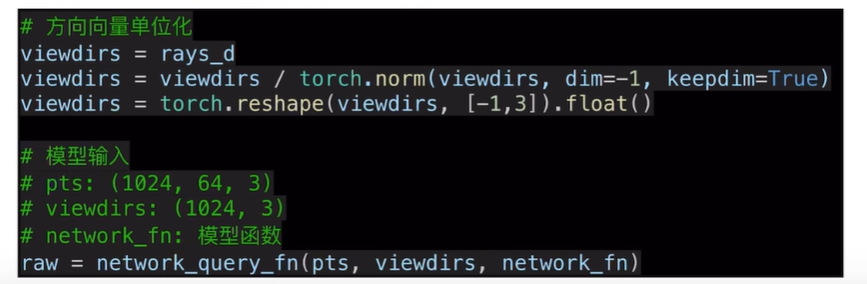 # 方向向量单位化
viewdirs = rays_d
viewdirs = viewdirs / torch.norm(viewdirs, dim=-1, keepdim=True)
viewdirs = torch.reshape(viewdirs, [-1,3]).float()
# 模型输入
# pts: (1024, 64, 3)
# viewdirs: (1024, 3)
# network_fn: 模型函数
raw = network_query_fn(pts, viewdirs, network_fn)